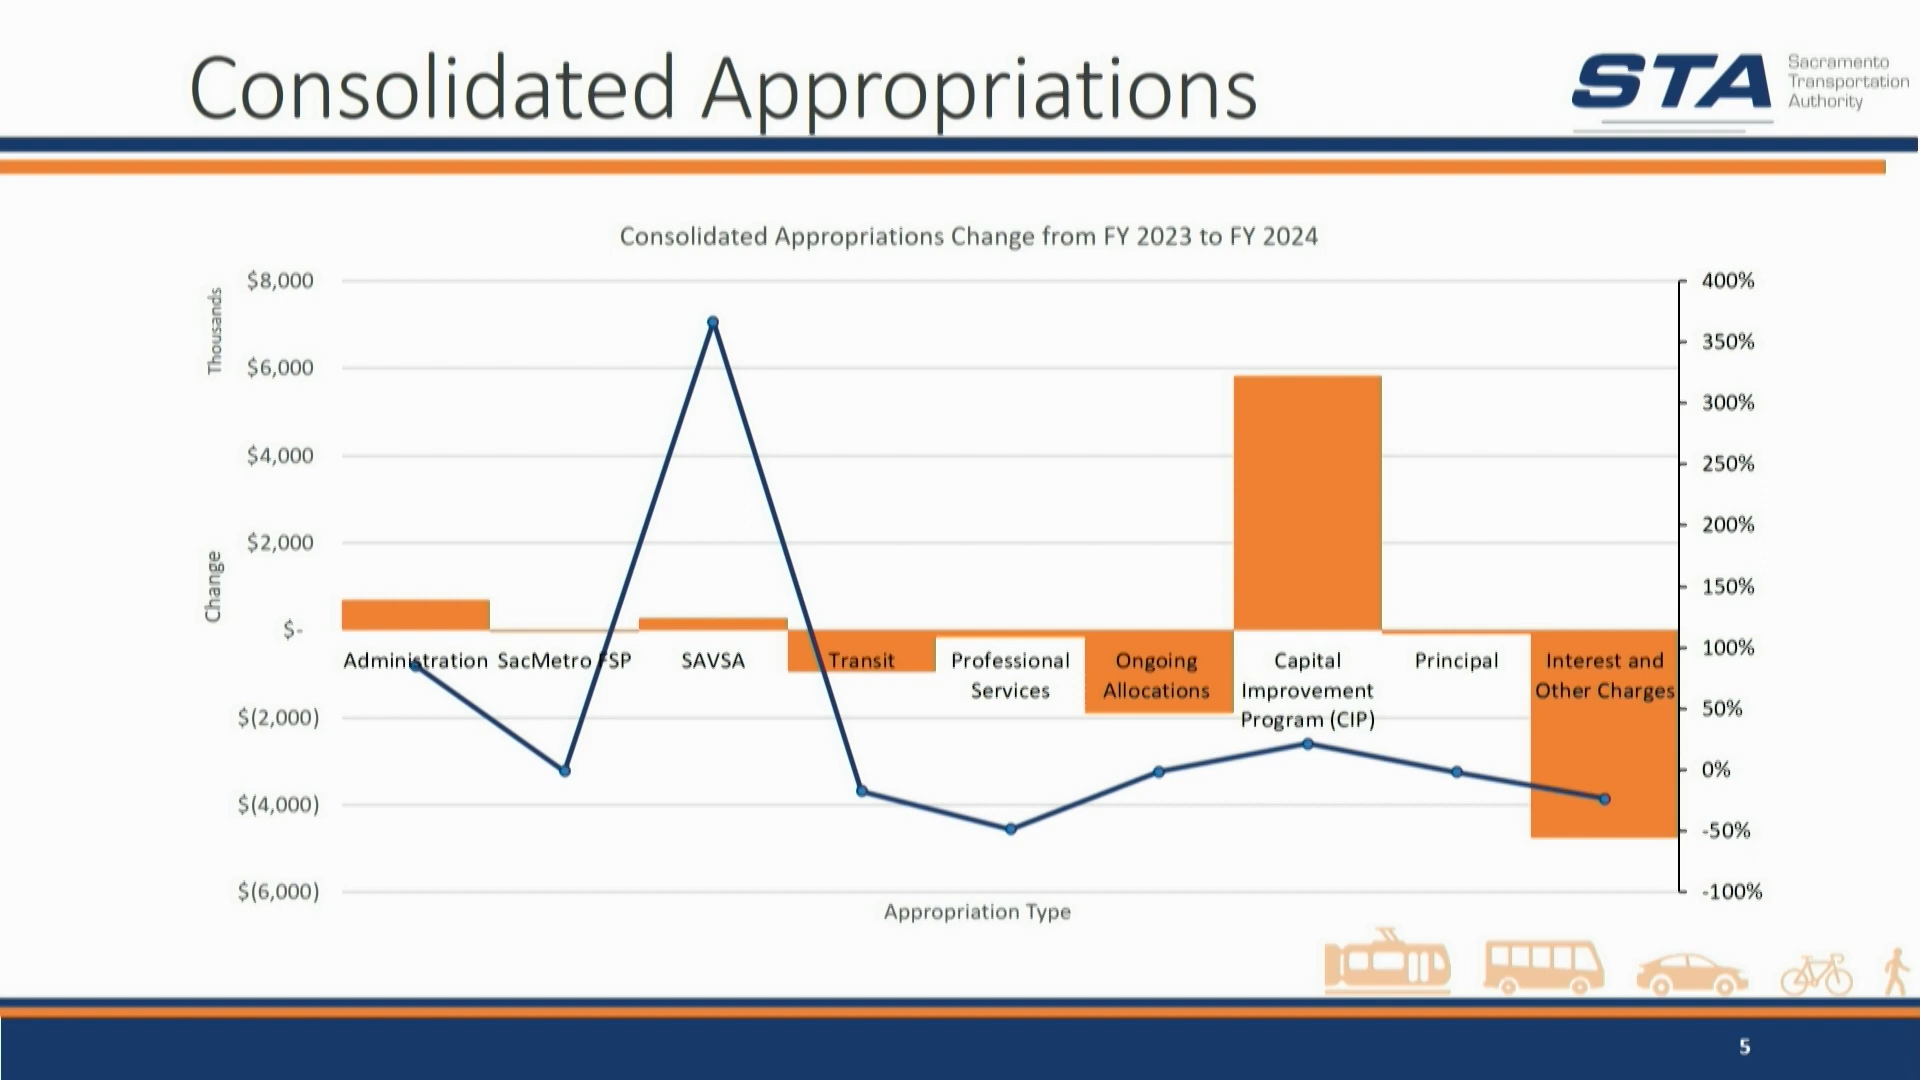 Consolidated Appropriations
STA
Sacramento
Transportation
Authority
Consolidated Appropriations Change from FY 2023 to FY 2024
Thousands
Change
$8,000
$6,000
$4,000
$2,000
$-
$(2,000)
$(4,000)
$(6,000)
400%
350%
300%
250%
200%
150%
100%
50%
0%
-50%
-100%
Administration
SacMetro FSP
SAVSA
Transit
Professional
Services
Ongoing
Allocations
Capital
Improvement
Program (CIP)
Principal
Interest and
Other Charges
Appropriation Type
5